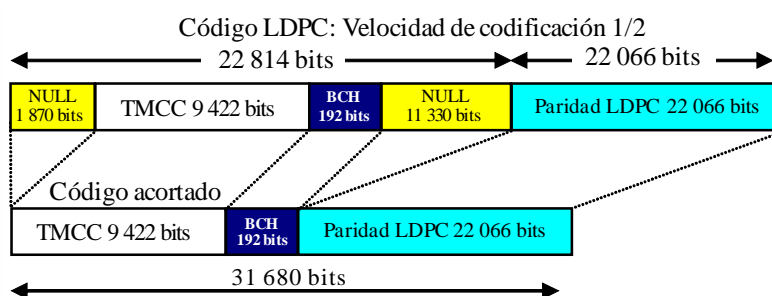 Código LDPC: Velocidad de codificación 1/2
22 814 bits
22 066 bits
NULL
1 870 bits
TMCC 9 422 bits
BCH
192 bits
NULL
11 330 bits
Paridad LDPC 22 066 bits
Código acortado
TMCC 9 422 bits
BCH
192 bits
Paridad LDPC 22 066 bits
31 680 bits